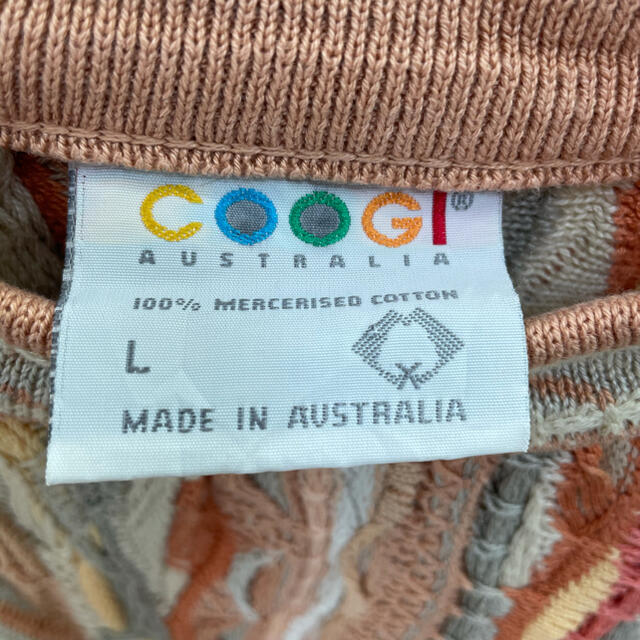 COOGI®
AUSTRALIA
100% MERCERISED COTTON
L
MADE IN AUSTRALIA